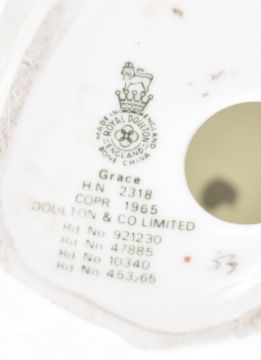 MADE IN ENGLAND
ROYAL DOULTON
ENGLAND
BONE CHINA
Grace
H N 2318
COPR 1965
DOULTON & CO LIMITED
Rd No 921230
Rd No 47885
Rd No 10340
Rd No 453/65